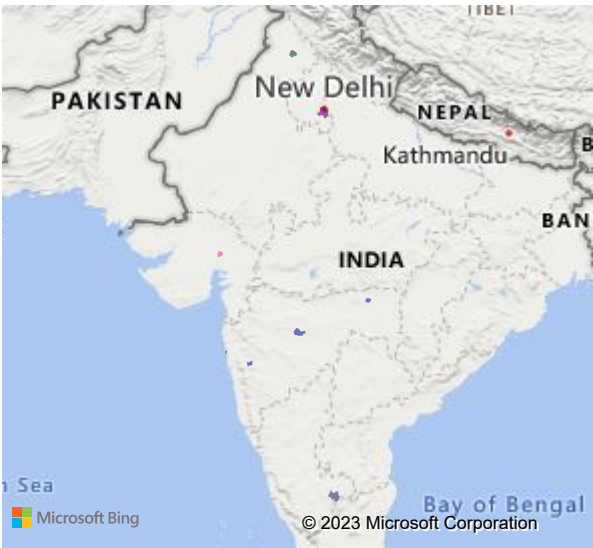 TIBET
New Delhi
PAKISTAN
NEPAL
Kathmandu
B
BAN
INDIA
n Sea
Bay of Bengal
Microsoft Bing
© 2023 Microsoft Corporation